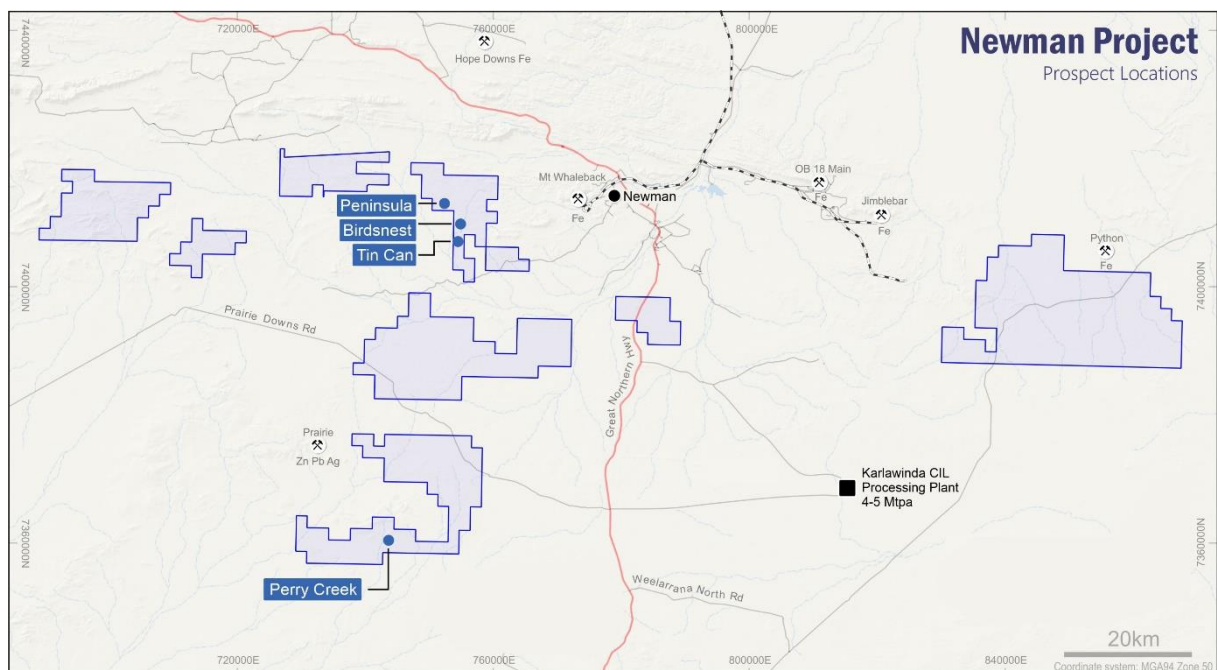 720000E
760000E
800000E
7440000N
Newman Project
Prospect Locations
Hope Downs Fe
Mt Whaleback
Fe
Newman
OB 18 Main
Fe
Jimblebar
Fe
Python
Fe
Peninsula
Birdsnest
Tin Can
7400000N
7400000N
Prairie Downs Rd
Great Northern Hwy
Prairie
Zn Pb Ag
Karlawinda CIL
Processing Plant
4-5 Mtpa
7360000N
7360000N
Perry Creek
Weelarrana North Rd
20km
720000E
760000E
800000E
840000E
Coordinate system: MGA94 Zone 50